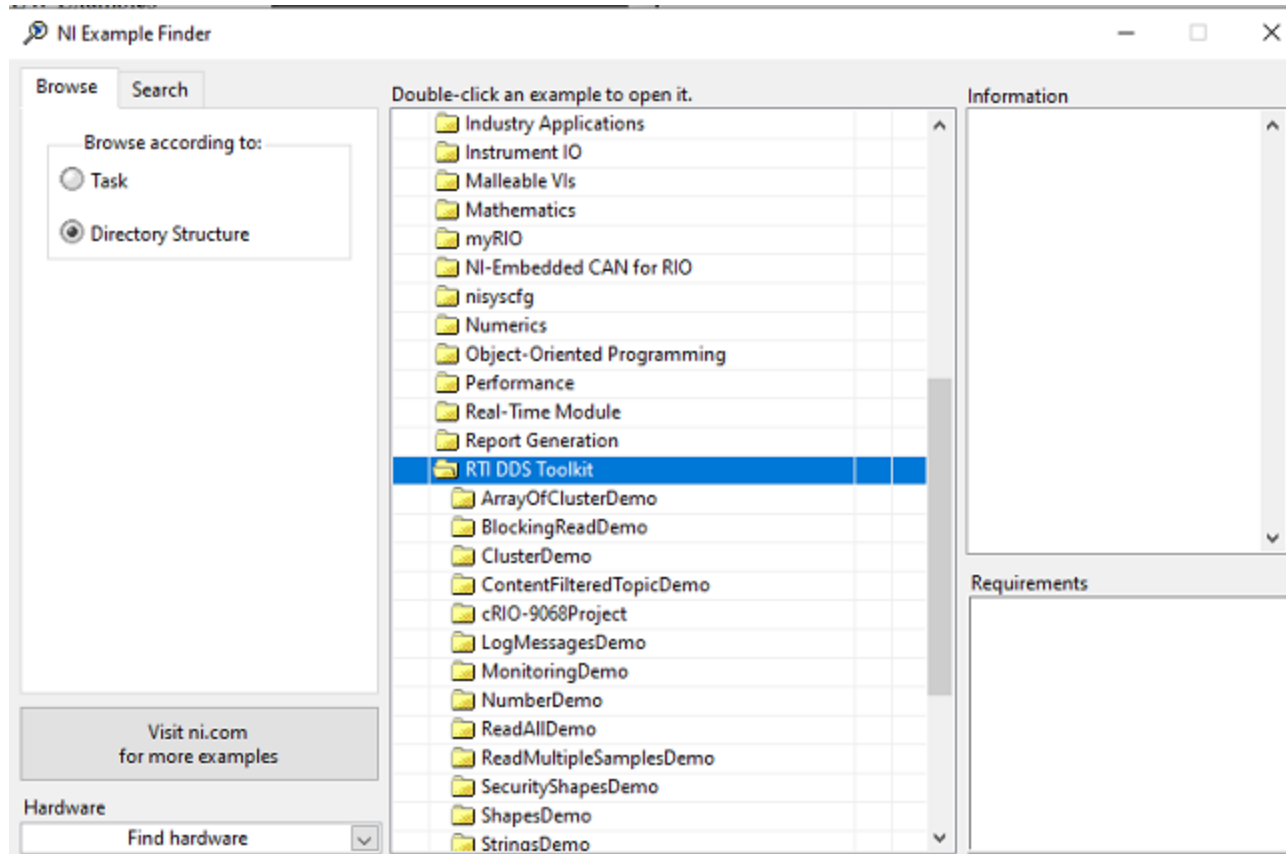 NI Example Finder
Browse
Search
Browse according to:
Task
Directory Structure
Visit ni.com
for more examples
Hardware
Find hardware
Double-click an example to open it.
Industry Applications
Instrument IO
Malleable VIs
Mathematics
myRIO
NI-Embedded CAN for RIO
nisyscfg
Numerics
Object-Oriented Programming
Performance
Real-Time Module
Report Generation
RTI DDS Toolkit
ArrayOfClusterDemo
BlockingReadDemo
ClusterDemo
ContentFilteredTopicDemo
cRIO-9068Project
LogMessagesDemo
MonitoringDemo
NumberDemo
ReadAllDemo
ReadMultipleSamplesDemo
SecurityShapesDemo
ShapesDemo
StringsDemo
Information
Requirements